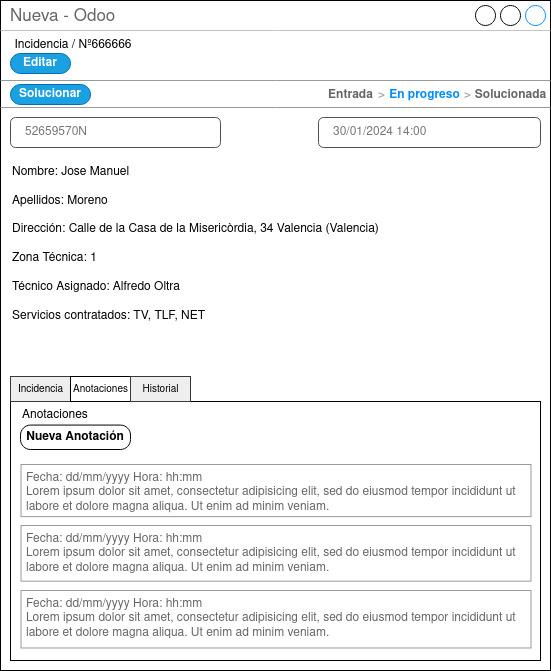 Nueva - Odoo
Incidencia / Nº666666
Editar
Solucionar
Entrada > En progreso > Solucionada
52659570N
30/01/2024 14:00
Nombre: Jose Manuel
Apellidos: Moreno
Dirección: Calle de la Casa de la Misericòrdia, 34 Valencia (Valencia)
Zona Técnica: 1
Técnico Asignado: Alfredo Oltra
Servicios contratados: TV, TLF, NET
Incidencia
Anotaciones
Historial
Anotaciones
Nueva Anotación
Fecha: dd/mm/yyyy Hora: hh:mm
Lorem ipsum dolor sit amet, consectetur adipisicing elit, sed do eiusmod tempor incididunt ut
labore et dolore magna aliqua. Ut enim ad minim veniam.
Fecha: dd/mm/yyyy Hora: hh:mm
Lorem ipsum dolor sit amet, consectetur adipisicing elit, sed do eiusmod tempor incididunt ut
labore et dolore magna aliqua. Ut enim ad minim veniam.
Fecha: dd/mm/yyyy Hora: hh:mm
Lorem ipsum dolor sit amet, consectetur adipisicing elit, sed do eiusmod tempor incididunt ut
labore et dolore magna aliqua. Ut enim ad minim veniam.